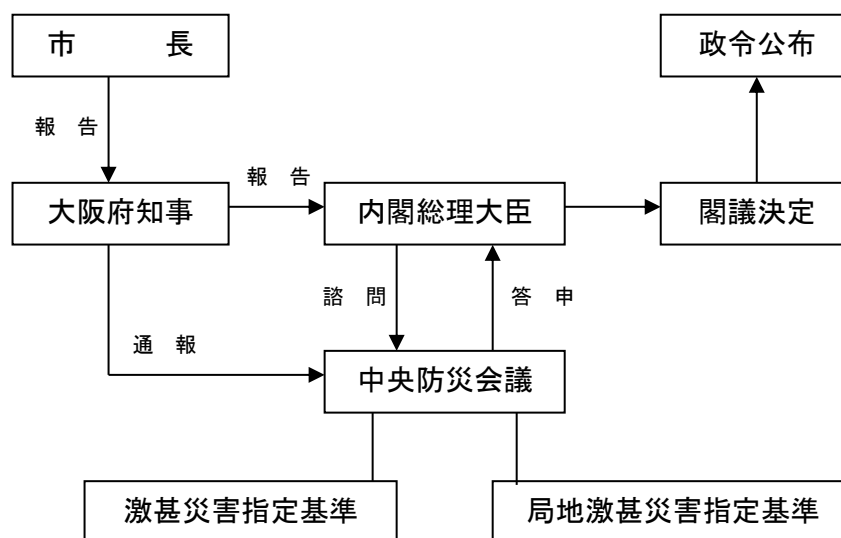 市　　　長
政令公布
報　告
報　告
大阪府知事
内閣総理大臣
閣議決定
諮　問
答　申
通　報
中央防災会議
激甚災害指定基準
局地激甚災害指定基準